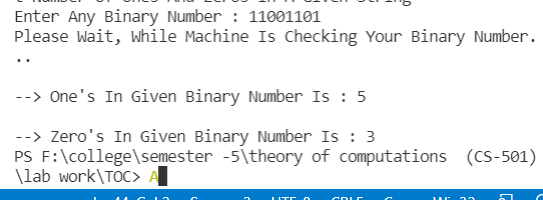 Number Of Ones And Zeros In A Given String
Enter Any Binary Number : 11001101
Please Wait, While Machine Is Checking Your Binary Number.
..
--> One's In Given Binary Number Is : 5
--> Zero's In Given Binary Number Is : 3
PS F:\college\semester -5\theory of computations  (CS-501)
\lab work\TOC> A